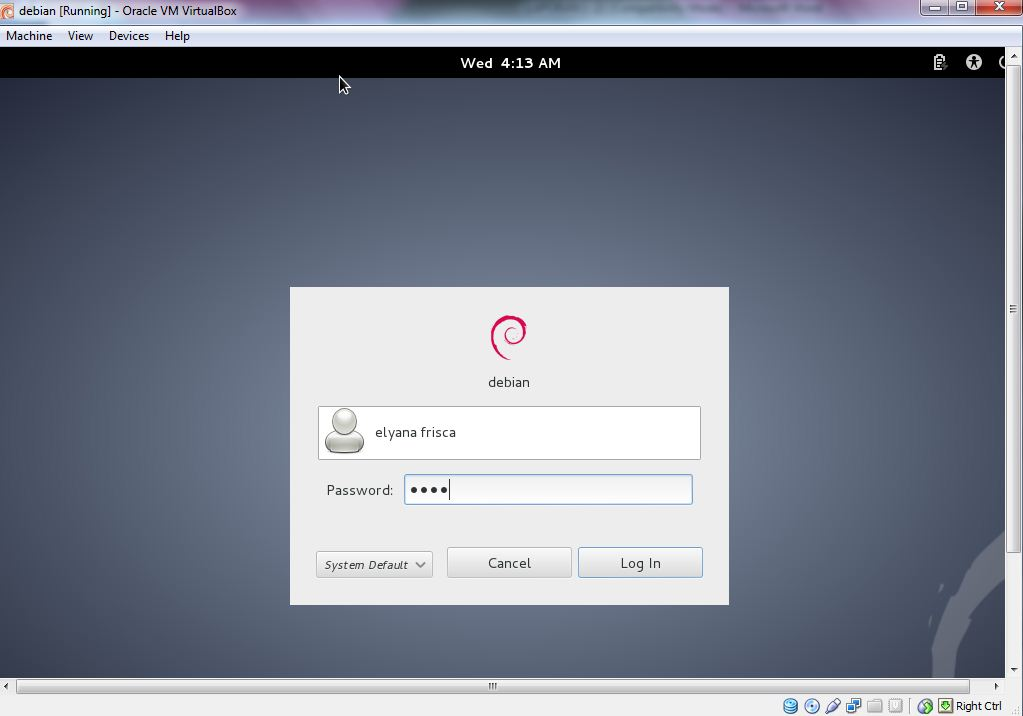 debian [Running] - Oracle VM VirtualBox
Machine View Devices Help
Wed 4:13 AM
debian
elyana frisca
Password:
System Default
Cancel
Log In
Right Ctrl